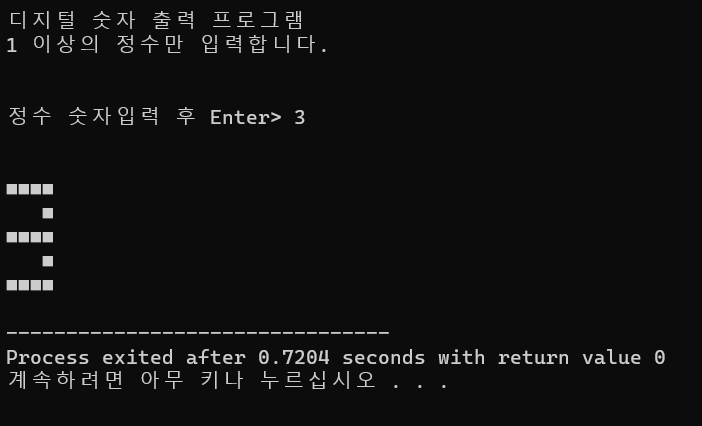 디지털 숫자 출력 프로그램
1 이상의 정수만 입력합니다.
정수 숫자입력 후 Enter> 3
■■■■
   ■
■■■■
   ■
■■■■
--------------------------------
Process exited after 0.7204 seconds with return value 0
계속하려면 아무 키나 누르십시오 . . .